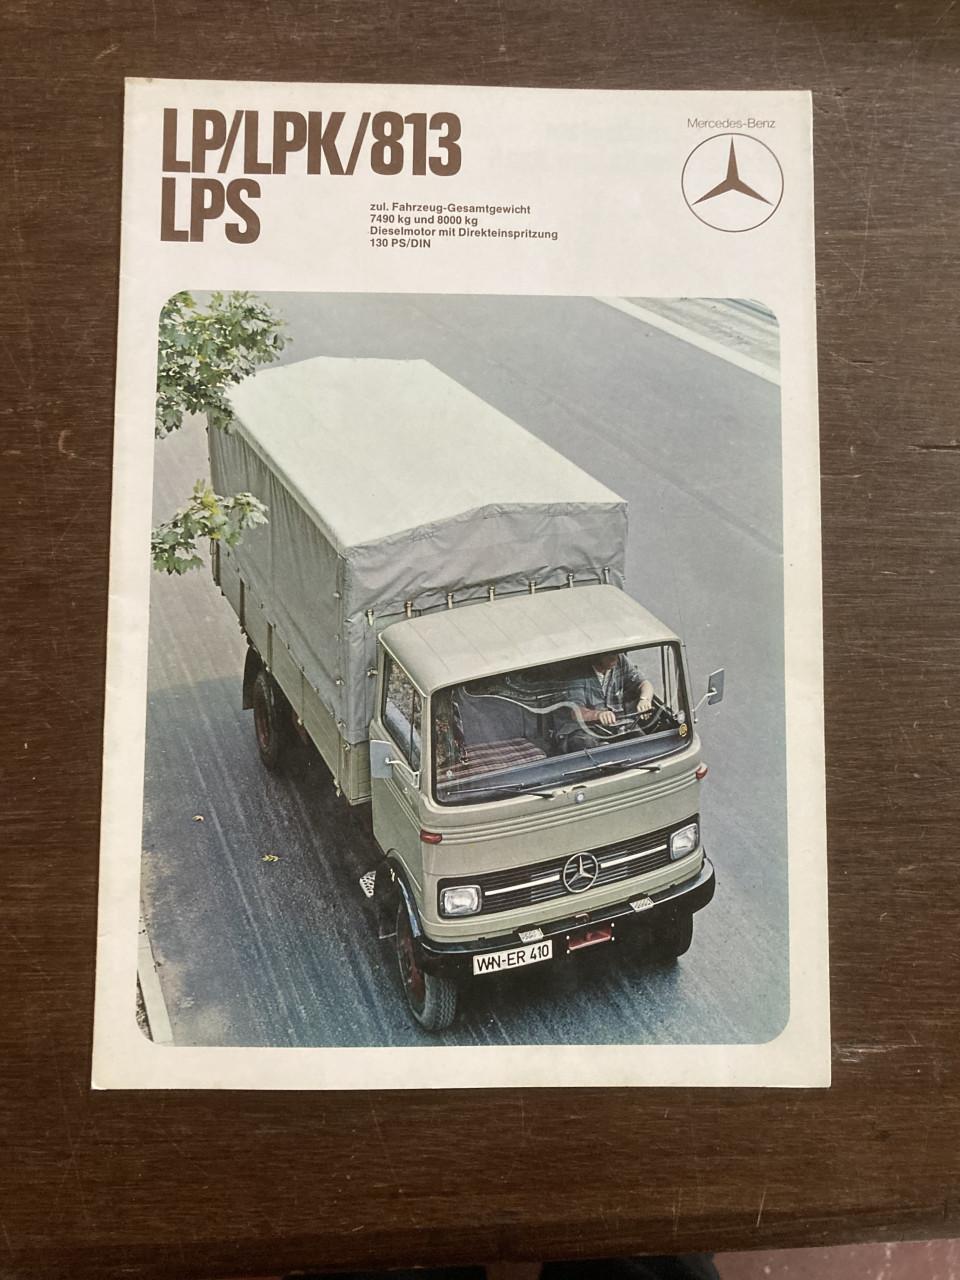 LP/LPK/813
LPS
Mercedes-Benz
zul. Fahrzeug-Gesamtgewicht
7490 kg und 8000 kg
Dieselmotor mit Direkteinspritzung
130 PS/DIN
WN-ER 410